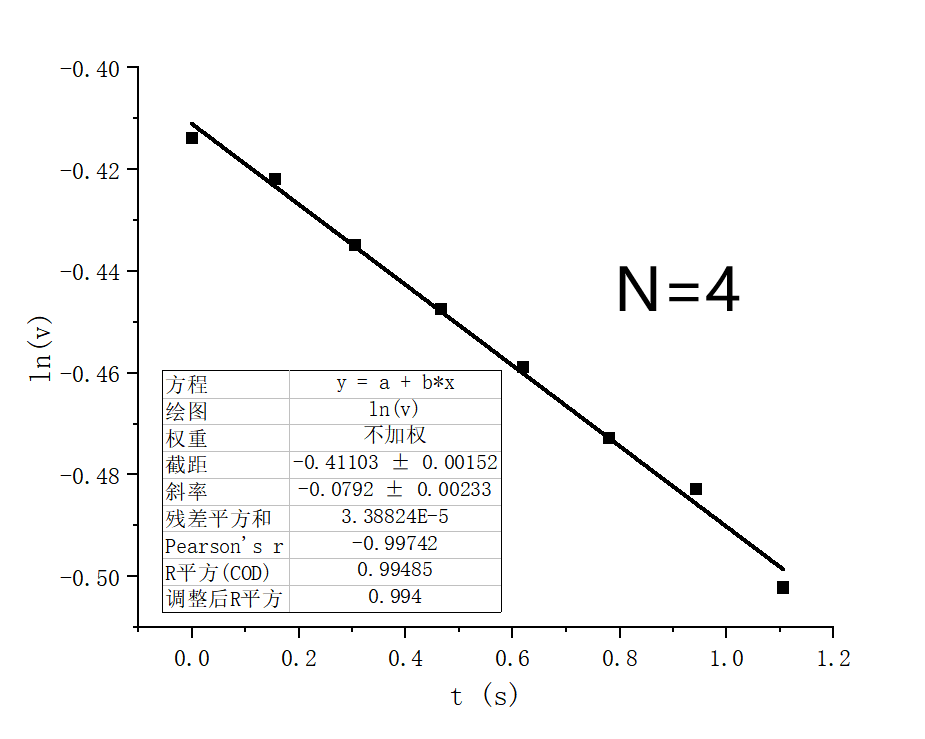 -0.40
-0.42
-0.44
-0.46
-0.48
-0.50
ln(v)
N=4
方程 y = a + b*x
绘图 ln(v)
权重 不加权
截距 -0.41103 ± 0.00152
斜率 -0.0792 ± 0.00233
残差平方和 3.38824E-5
Pearson's r -0.99742
R平方(COD) 0.99485
调整后R平方 0.994
0.0 0.2 0.4 0.6 0.8 1.0 1.2
t (s)